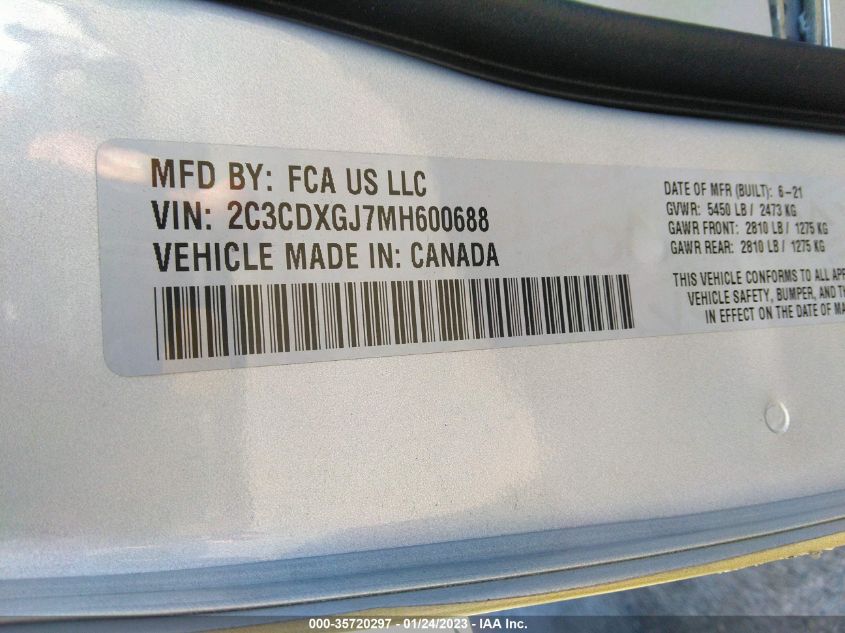 MFD BY: FCA US LLC
VIN: 2C3CDXGJ7MH600688
VEHICLE MADE IN: CANADA
DATE OF MFR (BUILT): 6-21
GVWR: 5450 LB / 2473 KG
GAWR FRONT: 2810 LB / 1275 KG
GAWR REAR: 2810 LB / 1275 KG
THIS VEHICLE CONFORMS TO ALL APP
VEHICLE SAFETY, BUMPER, AND TH
IN EFFECT ON THE DATE OF MA
000-35720297 - 01/24/2023 - IAA Inc.